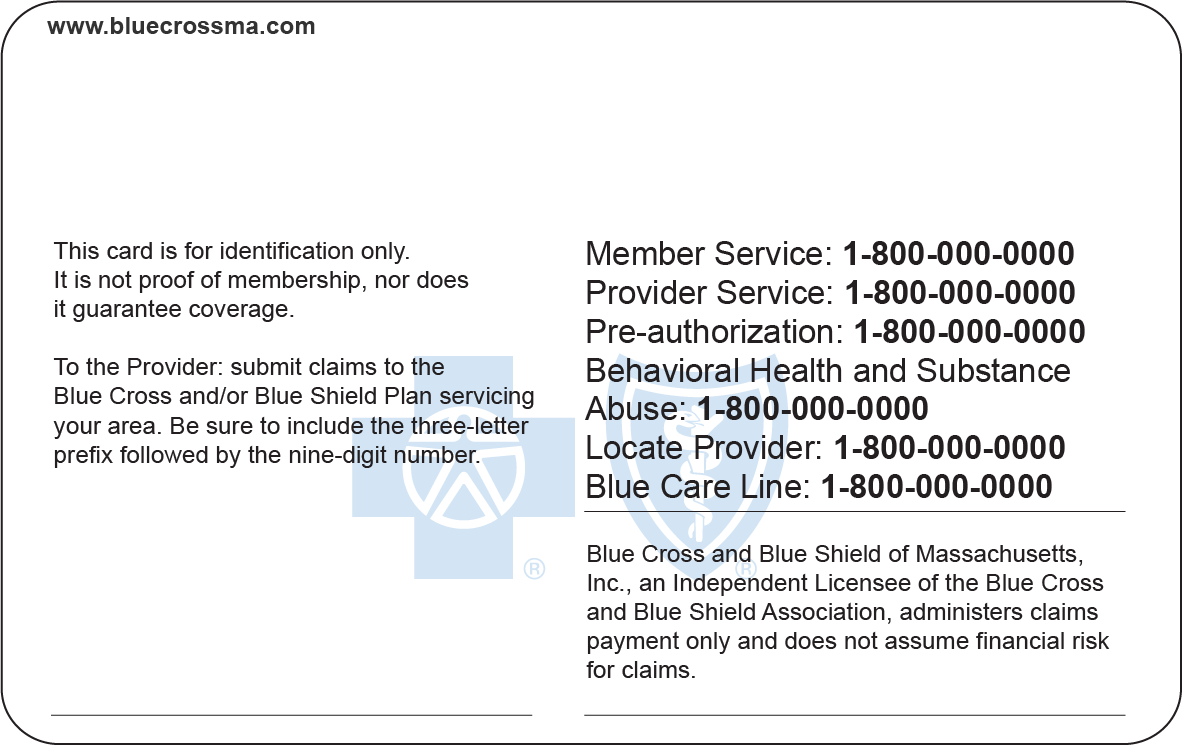 www.bluecrossma.com
This card is for identification only.
It is not proof of membership, nor does
it guarantee coverage.
To the Provider: submit claims to the
Blue Cross and/or Blue Shield Plan servicing
your area. Be sure to include the three-letter
prefix followed by the nine-digit number.
®
Member Service: 1-800-000-0000
Provider Service: 1-800-000-0000
Pre-authorization: 1-800-000-0000
Behavioral Health and Substance
Abuse: 1-800-000-0000
Locate Provider: 1-800-000-0000
Blue Care Line: 1-800-000-0000
®
Blue Cross and Blue Shield of Massachusetts,
Inc., an Independent Licensee of the Blue Cross
and Blue Shield Association, administers claims
payment only and does not assume financial risk
for claims.